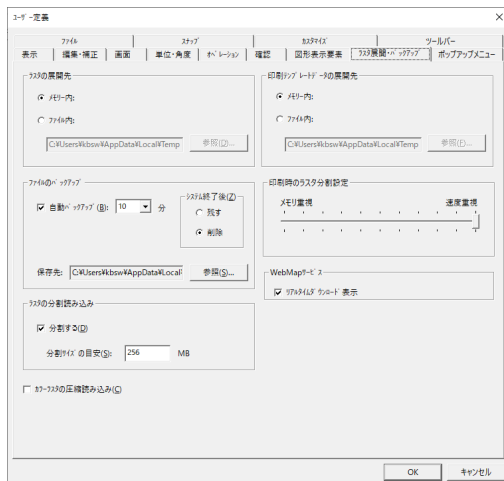 ユーザー定義
ファイル スナップ カスタマイズ ツールバー
表示 編集・補正 画面 単位・角度 オペレーション 確認 図形表示要素 ラスタ展開・バックアップ ポップアップメニュー
ラスタの展開先
メモリー内:
ファイル内:
C:¥Users¥kbsw¥AppData¥Local¥Temp 参照(O)...
印刷テンプレートデータの展開先
メモリー内:
ファイル内:
C:¥Users¥kbsw¥AppData¥Local¥Temp 参照(F)...
ファイルのバックアップ
自動バックアップ(B): 10 分
システム終了後(Z)
残す
削除
保存先: C:¥Users¥kbsw¥AppData¥Local¥ 参照(S)...
印刷時のラスタ分割設定
メモリ重視 速度重視
WebMapサービス
リアルタイムダウンロード表示
ラスタの分割読み込み
分割する(D)
分割サイズの目安(S): 256 MB
カラーラスタの圧縮読み込み(C)
OK キャンセル